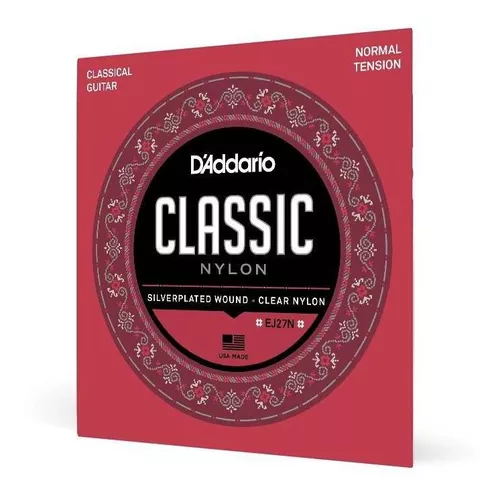 CLASSICAL
GUITAR
NORMAL
TENSION
D'Addario
CLASSIC
NYLON
SILVERPLATED WOUND • CLEAR NYLON
#EJ27N#
USA MADE